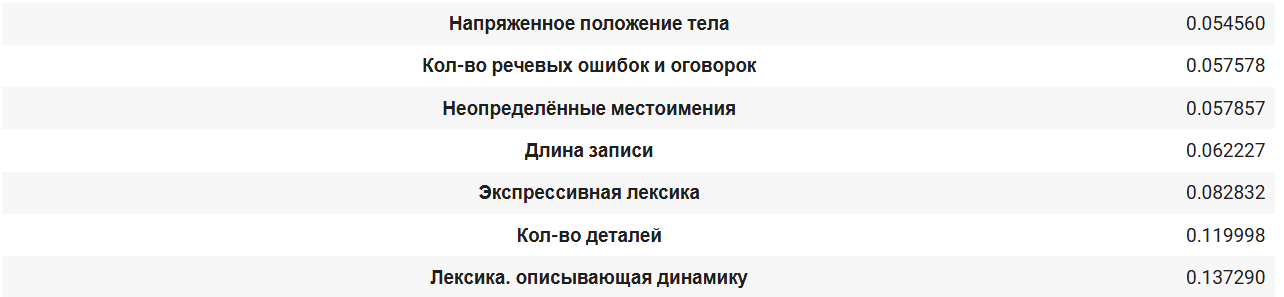 Напряженное положение тела 0.054560
Кол-во речевых ошибок и оговорок 0.057578
Неопределённые местоимения 0.057857
Длина записи 0.062227
Экспрессивная лексика 0.082832
Кол-во деталей 0.119998
Лексика. описывающая динамику 0.137290